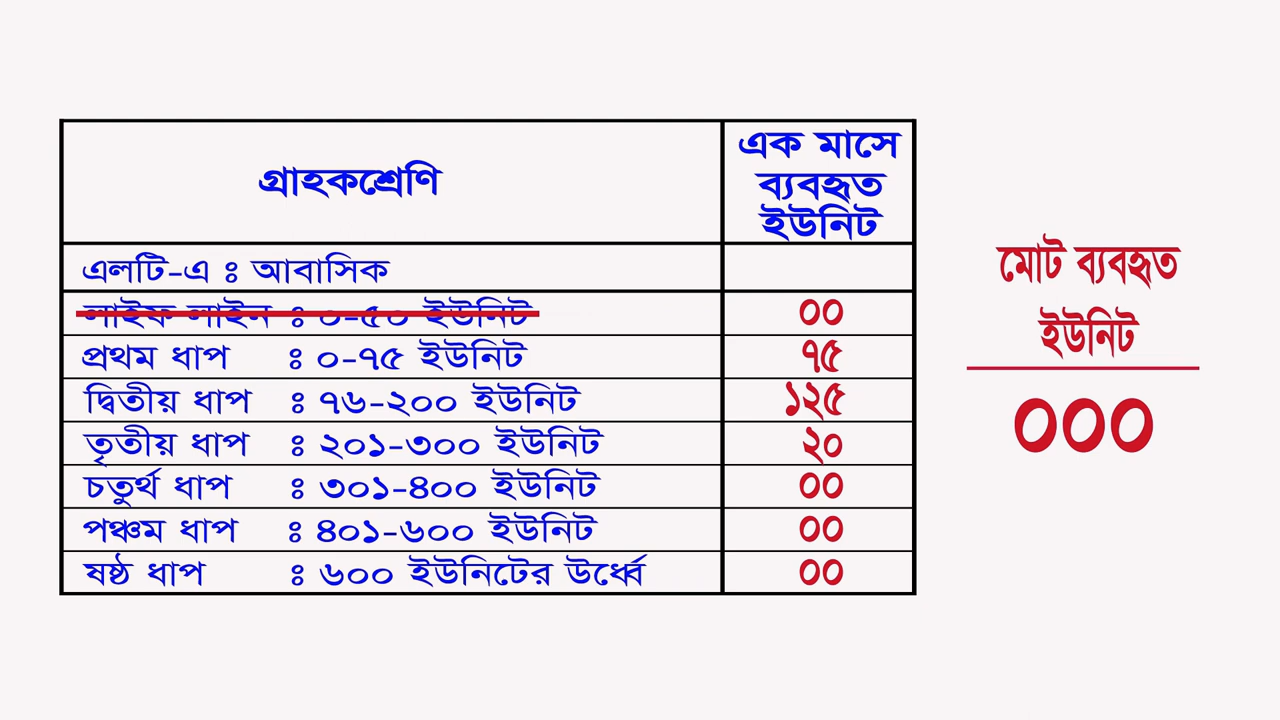 গ্রাহকশ্রেণি
এক মাসে
ব্যবহৃত
ইউনিট
এলটি-এ ঃ আবাসিক
লাইফ লাইন ঃ ০-৫০ ইউনিট ০০
প্রথম ধাপ ঃ ০-৭৫ ইউনিট ৭৫
দ্বিতীয় ধাপ ঃ ৭৬-২০০ ইউনিট ১২৫
তৃতীয় ধাপ ঃ ২০১-৩০০ ইউনিট ২০
চতুর্থ ধাপ ঃ ৩০১-৪০০ ইউনিট ০০
পঞ্চম ধাপ ঃ ৪০১-৬০০ ইউনিট ০০
ষষ্ঠ ধাপ ঃ ৬০০ ইউনিটের উর্ধ্বে ০০
মোট ব্যবহৃত
ইউনিট
০০০